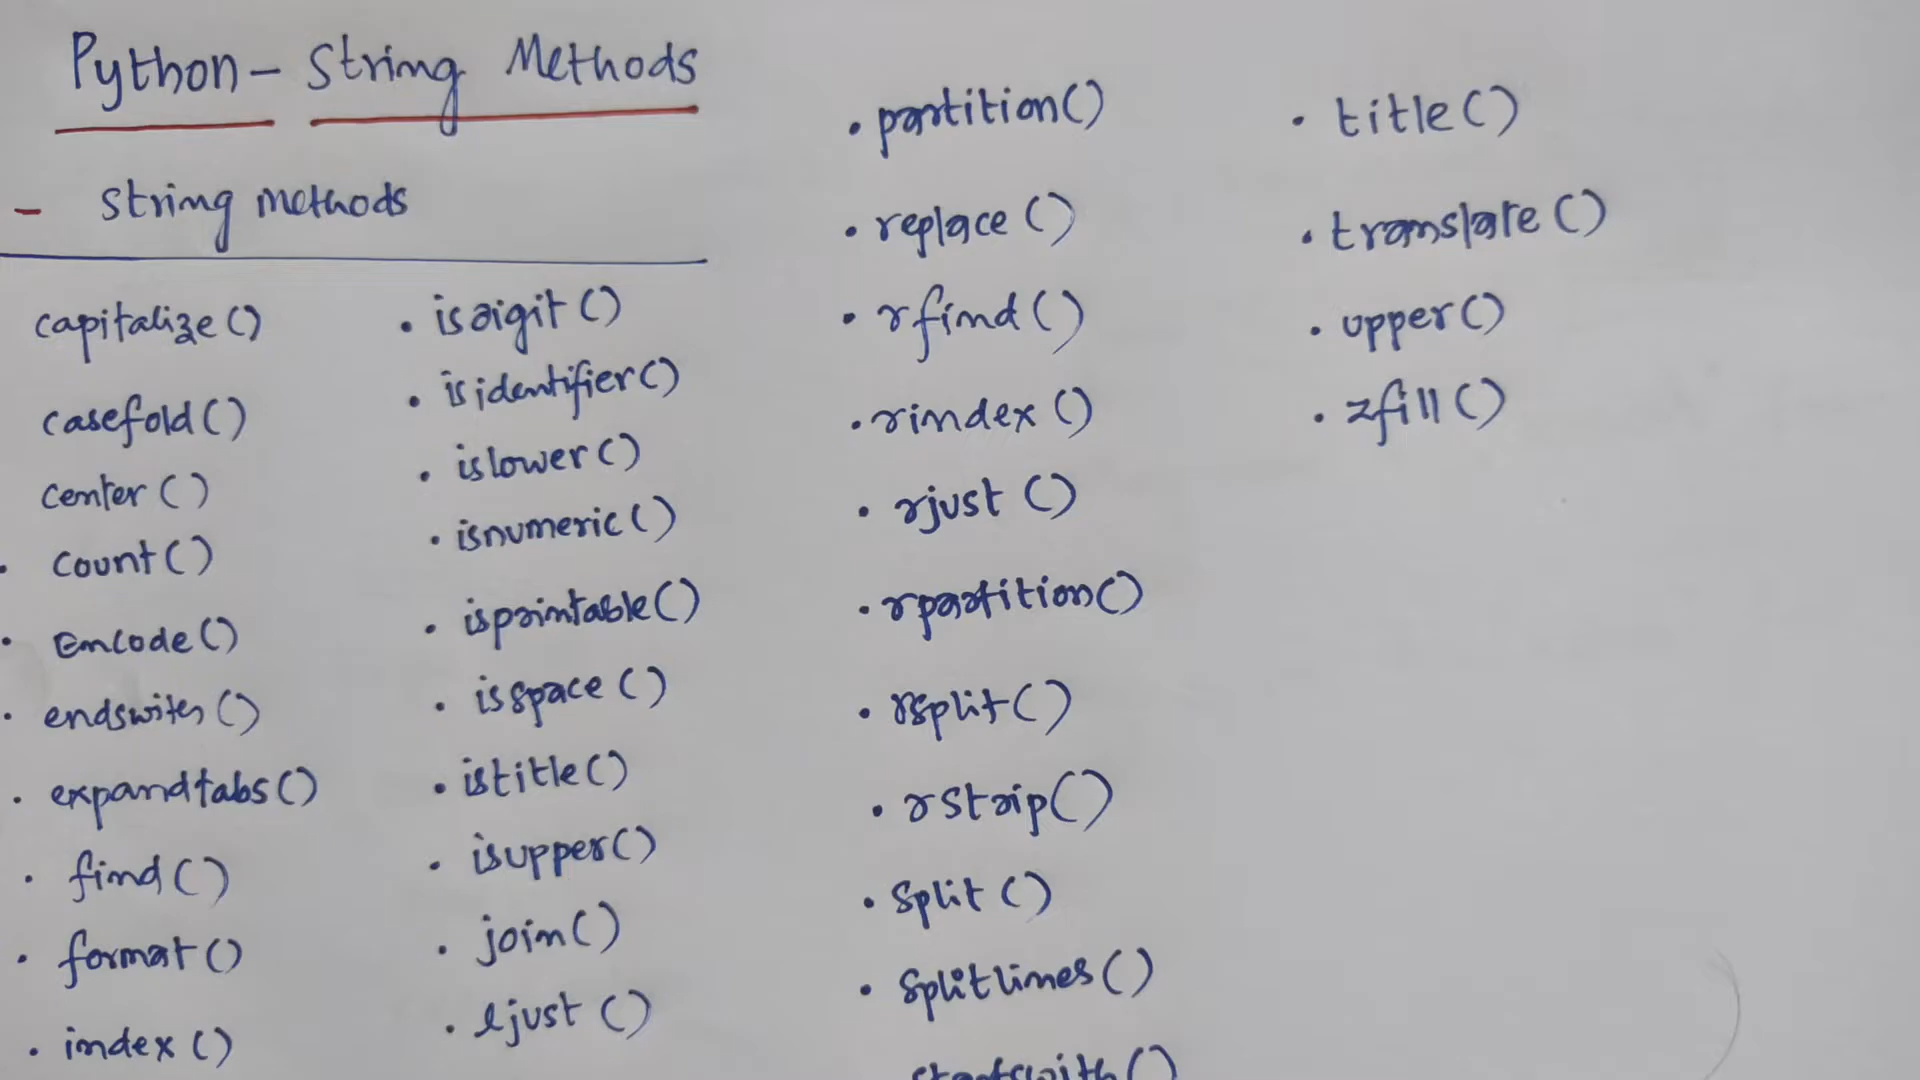 Python - String Methods
- string methods
capitalize()
casefold()
center()
• count()
• Encode()
• endswith()
• expandtabs()
• find()
• format()
• index()
• isdigit()
• isidentifier()
• islower()
• isnumeric()
• isprintable()
• isspace()
• istitle()
• isupper()
• join()
• ljust()
• partition()
• replace()
• rfind()
• rindex()
• rjust()
• rpartition()
• rsplit()
• rstrip()
• split()
• splitlines()
startswith()
• title()
• translate()
• upper()
• zfill()